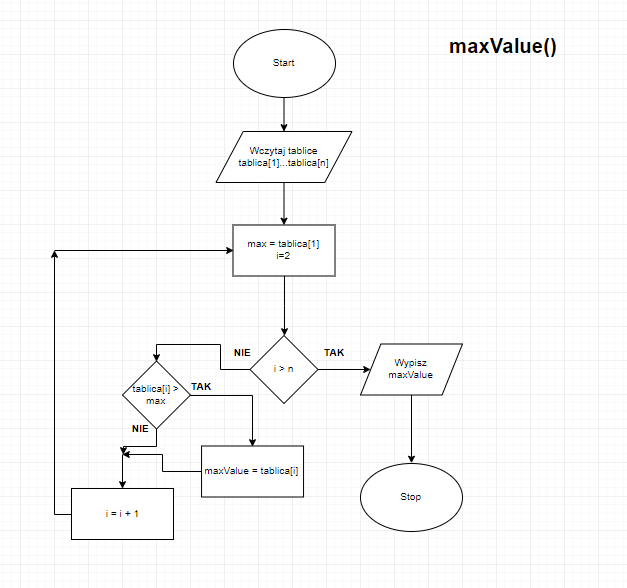 maxValue()
Start
Wczytaj tablice
tablica[1]...tablica[n]
max = tablica[1]
i=2
NIE
TAK
i > n
Wypisz
maxValue
tablica[i] >
max
TAK
NIE
maxValue = tablica[i]
i = i + 1
Stop